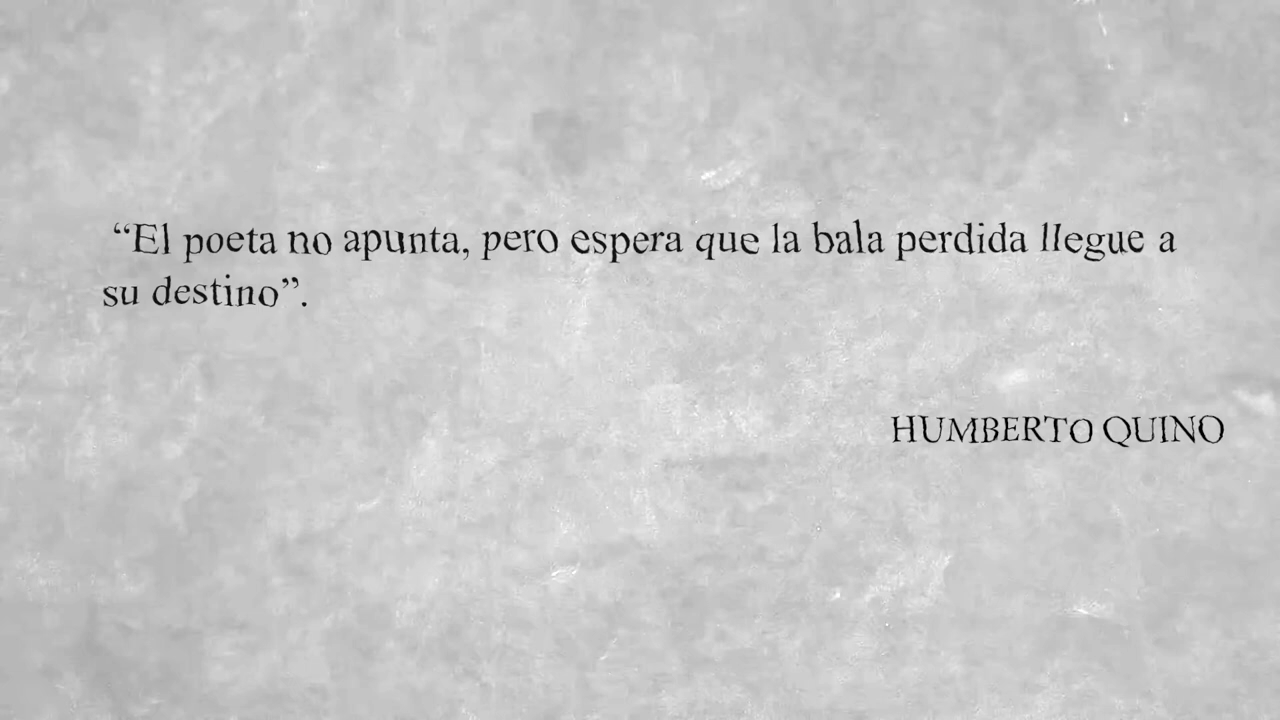 “El poeta no apunta, pero espera que la bala perdida llegue a
su destino”.
HUMBERTO QUINO